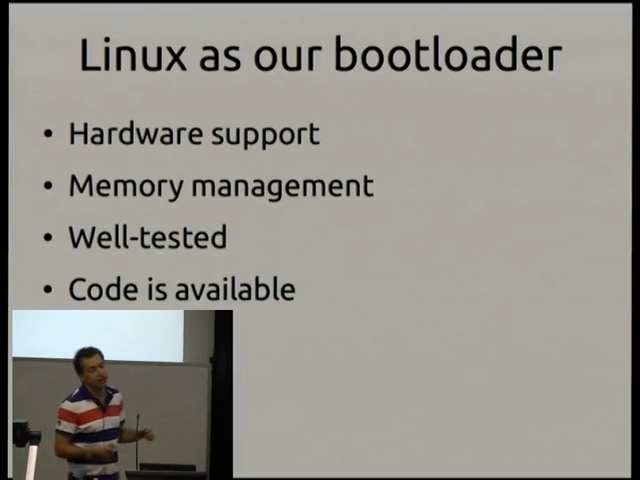 Linux as our bootloader
• Hardware support
• Memory management
• Well-tested
• Code is available